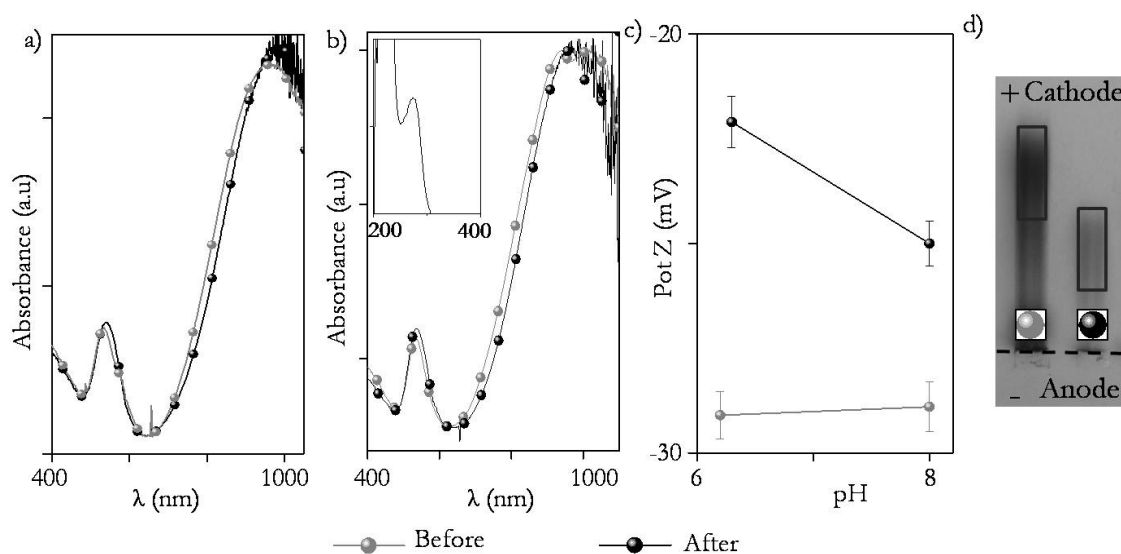 a)
Absorbance (a.u)
400
1000
λ (nm)
b)
Absorbance (a.u)
200
400
400
1000
λ (nm)
c)
Pot Z (mV)
-20
-30
6
8
pH
d)
+ Cathode
- Anode
Before
After